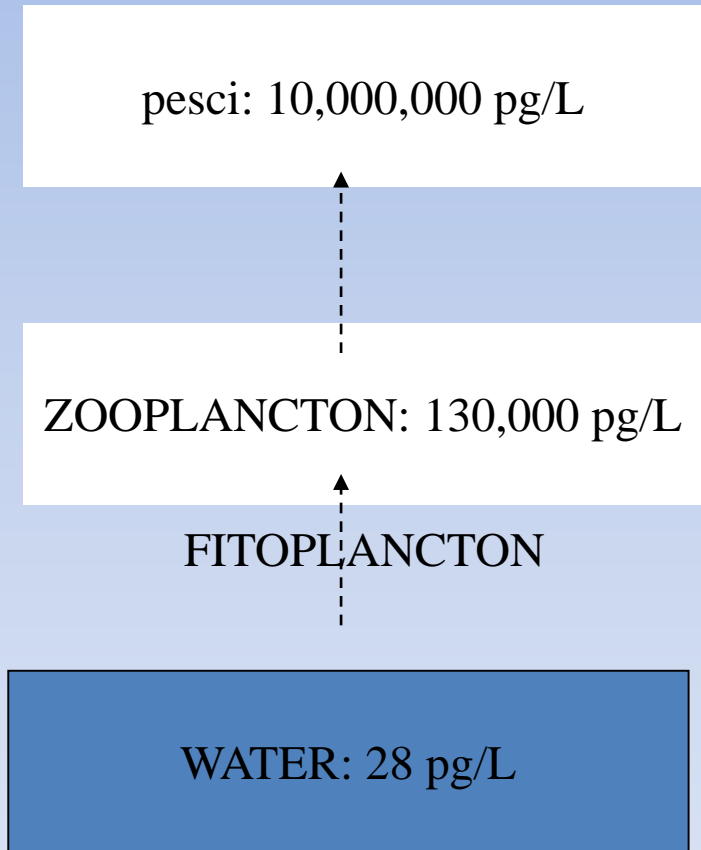 pesci: 10,000,000 pg/L
ZOOPLANCTON: 130,000 pg/L
FITOPLANCTON
WATER: 28 pg/L